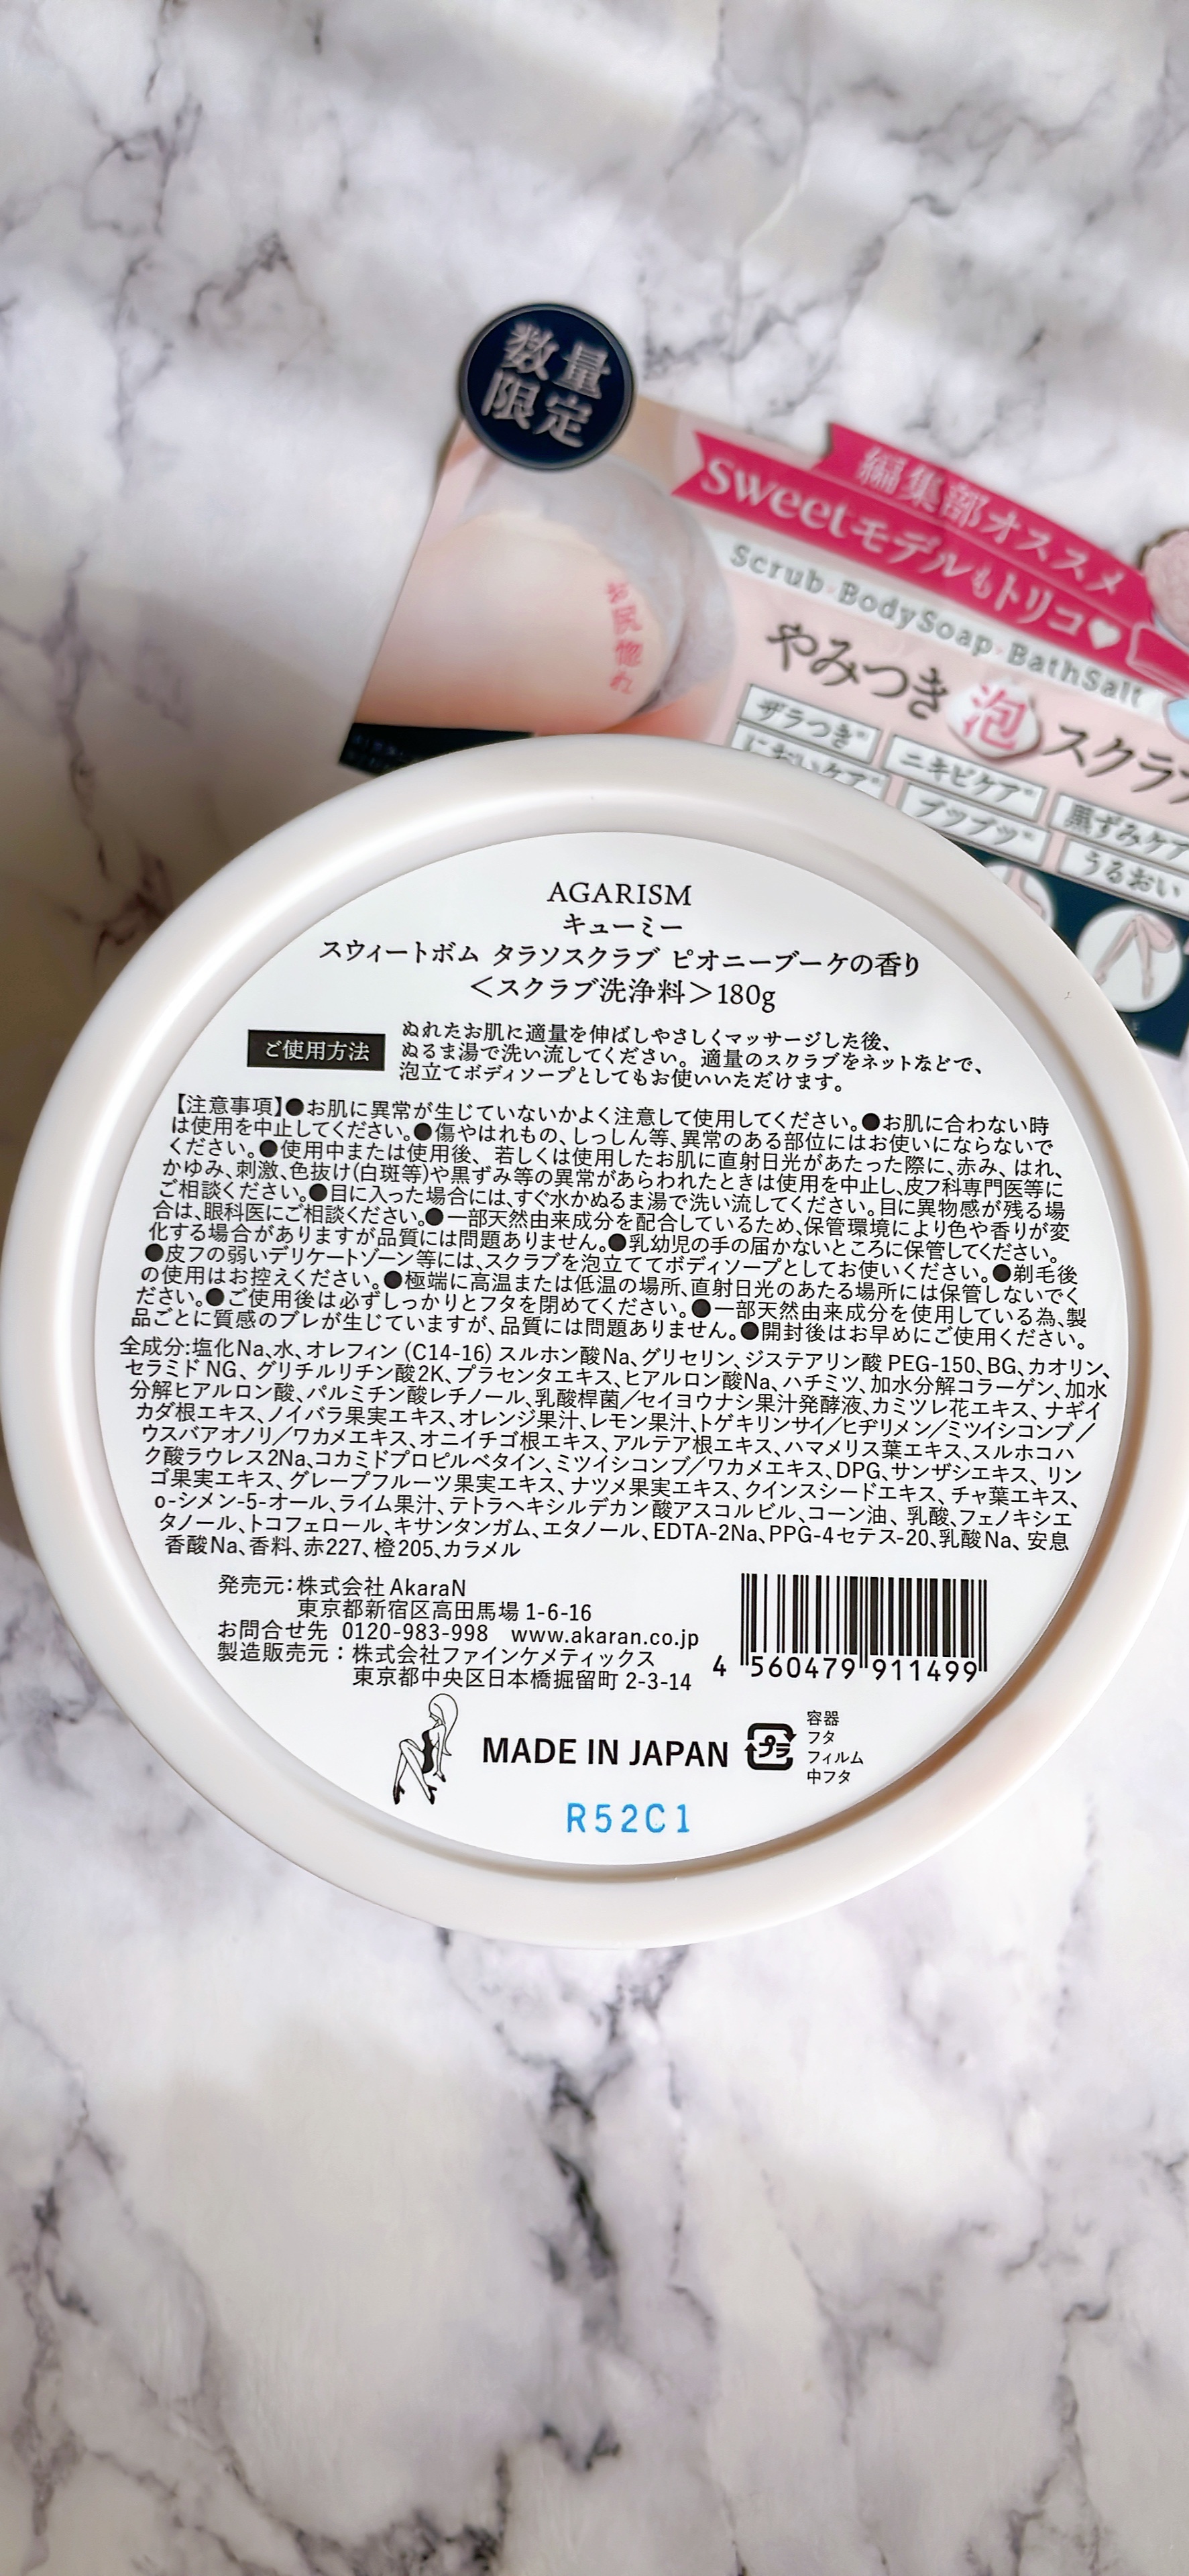 数量
限定
編集部オススメ
sweetモデルもトリコ♥
Scrub・BodySoap・BathSalt
やみつき泡スクラブ
お尻惚れ
ザラつき※
ニキビケア※
黒ずみケア
においケア※
ブツブツ※
うるおい
AGARISM
キューミー
スウィートボム タラソスクラブ ピオニーブーケの香り
＜スクラブ洗浄料＞180g
ご使用方法
ぬれたお肌に適量を伸ばしやさしくマッサージした後、
ぬるま湯で洗い流してください。適量のスクラブをネットなどで、
泡立てボディソープとしてもお使いいただけます。
【注意事項】●お肌に異常が生じていないかよく注意して使用してください。●お肌に合わない時
は使用を中止してください。●傷やはれもの、しっしん等、異常のある部位にはお使いにならないで
ください。●使用中または使用後、若しくは使用したお肌に直射日光があたった際に、赤み、はれ、
かゆみ、刺激、色抜け(白斑等)や黒ずみ等の異常があらわれたときは使用を中止し、皮フ科専門医等に
ご相談ください。●目に入った場合には、すぐ水かぬるま湯で洗い流してください。目に異物感が残る場
合は、眼科医にご相談ください。●一部天然由来成分を配合しているため、保管環境により色や香りが変
化する場合がありますが品質には問題ありません。●乳幼児の手の届かないところに保管してください。
●皮フの弱いデリケートゾーン等には、スクラブを泡立ててボディソープとしてお使いください。●剃毛後
の使用はお控えください。●極端に高温または低温の場所、直射日光のあたる場所には保管しないでく
ださい。●ご使用後は必ずしっかりとフタを閉めてください。●一部天然由来成分を使用している為、製
品ごとに質感のブレが生じていますが、品質には問題ありません。●開封後はお早めにご使用ください。
全成分:塩化Na、水、オレフィン (C14-16) スルホン酸Na、グリセリン、ジステアリン酸 PEG-150、BG、カオリン、
セラミド NG、グリチルリチン酸2K、プラセンタエキス、ヒアルロン酸Na、ハチミツ、加水分解コラーゲン、加水
分解ヒアルロン酸、パルミチン酸レチノール、乳酸桿菌／セイヨウナシ果汁発酵液、カミツレ花エキス、ナギイ
カダ根エキス、ノイバラ果実エキス、オレンジ果汁、レモン果汁、トゲキリンサイ／ヒヂリメン／ミツイシコンブ／
ウスバアオノリ／ワカメエキス、オニイチゴ根エキス、アルテア根エキス、ハマメリス葉エキス、スルホコハ
ク酸ラウレス2Na、コカミドプロピルベタイン、ミツイシコンブ／ワカメエキス、DPG、サンザシエキス、リン
ゴ果実エキス、グレープフルーツ果実エキス、ナツメ果実エキス、クインスシードエキス、チャ葉エキス、
o-シメン-5-オール、ライム果汁、テトラヘキシルデカン酸アスコルビル、コーン油、乳酸、フェノキシエ
タノール、トコフェロール、キサンタンガム、エタノール、EDTA-2Na、PPG-4セテス-20、乳酸Na、安息
香酸Na、香料、赤227、橙205、カラメル
発売元:株式会社 AkaraN
東京都新宿区高田馬場 1-6-16
お問合せ先 0120-983-998 www.akaran.co.jp
製造販売元：株式会社ファインケメティックス
東京都中央区日本橋掘留町 2-3-14
4 560479 911499
MADE IN JAPAN
プラ
容器
フタ
フィルム
中フタ
R52C1